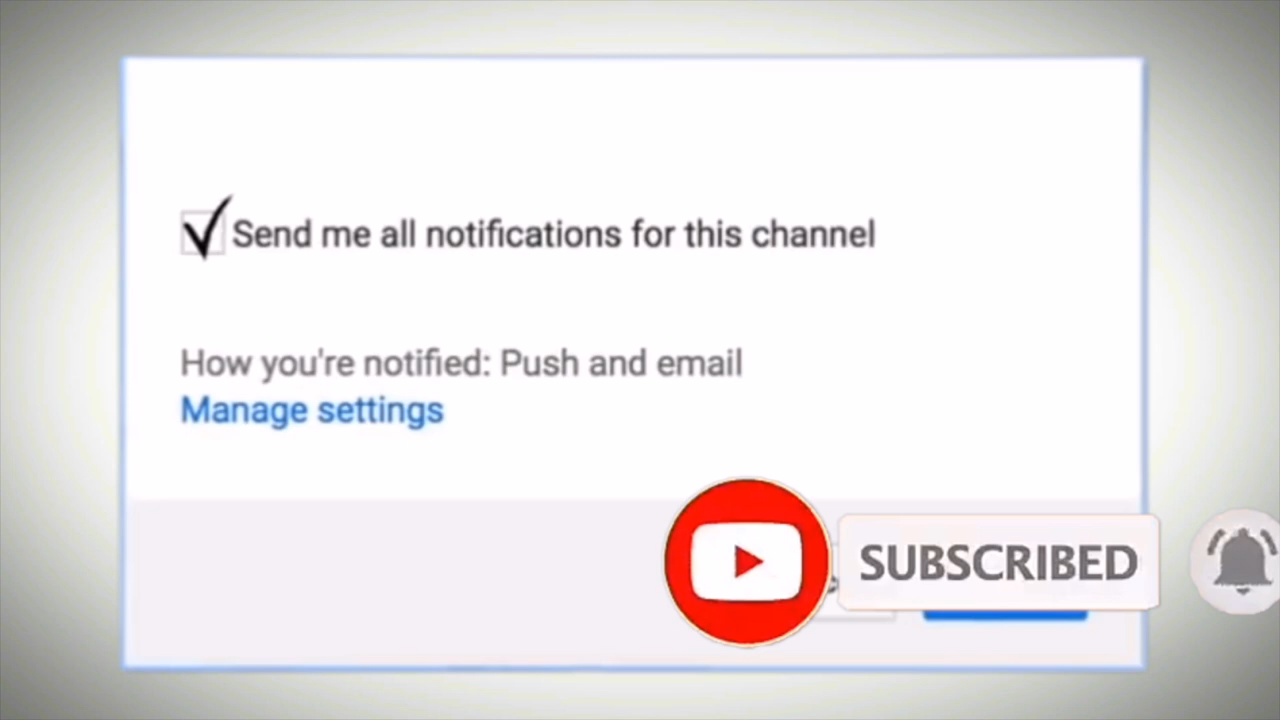 Send me all notifications for this channel
How you're notified: Push and email
Manage settings
SUBSCRIBED